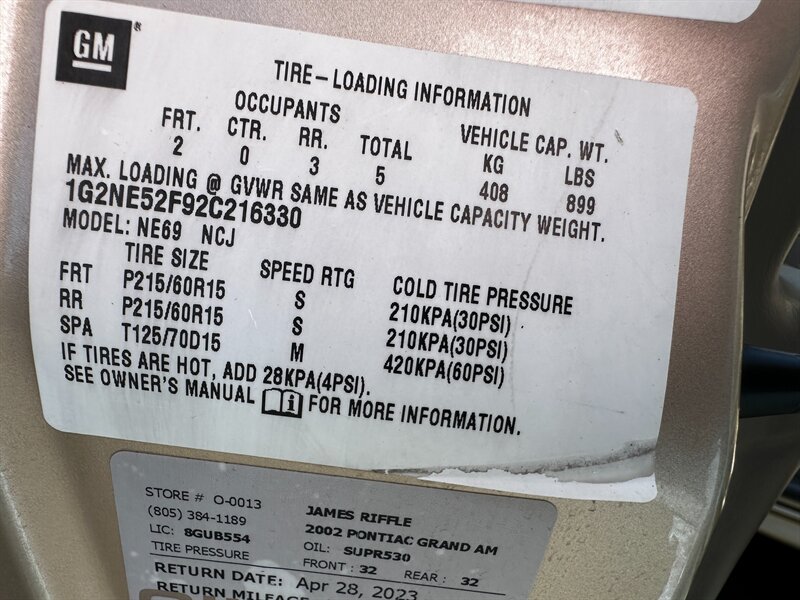 GM
TIRE-LOADING INFORMATION
OCCUPANTS VEHICLE CAP. WT.
FRT. CTR. RR. TOTAL KG LBS
2 0 3 5 408 899
MAX. LOADING @ GVWR SAME AS VEHICLE CAPACITY WEIGHT.
1G2NE52F92C216330
MODEL: NE69 NCJ
TIRE SIZE SPEED RTG COLD TIRE PRESSURE
FRT P215/60R15 S 210KPA(30PSI)
RR P215/60R15 S 210KPA(30PSI)
SPA T125/70D15 M 420KPA(60PSI)
IF TIRES ARE HOT, ADD 28KPA(4PSI).
SEE OWNER'S MANUAL i FOR MORE INFORMATION.
STORE # O-0013 JAMES RIFFLE
(805) 384-1189 2002 PONTIAC GRAND AM
LIC: 8GUB554 OIL: SUPR530
TIRE PRESSURE FRONT : 32 REAR : 32
RETURN DATE: Apr 28, 2023
RETURN MILEAGE